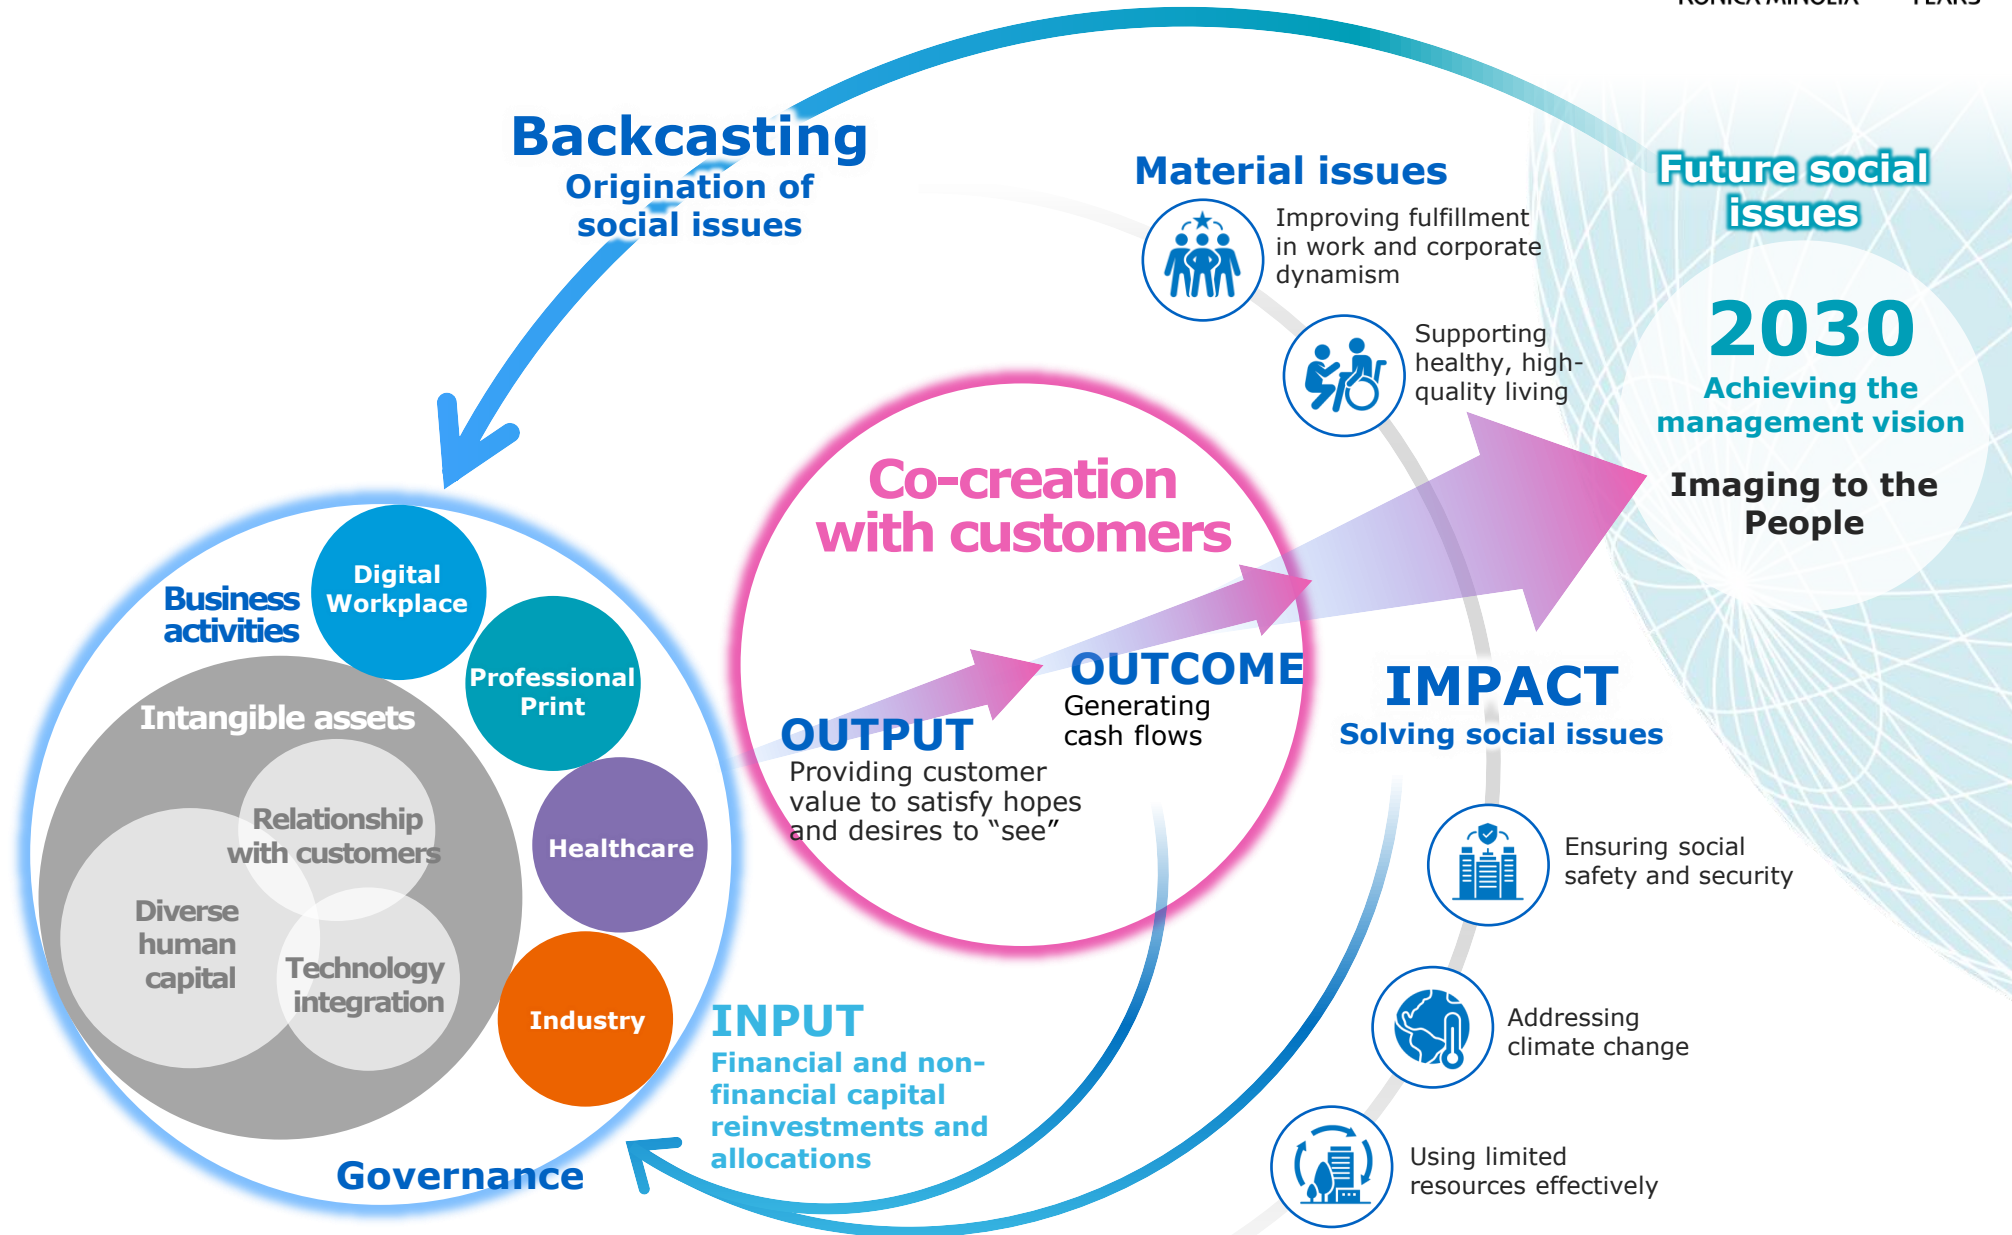 KONICA MINOLTA
YEARS
Backcasting
Origination of
social issues
Material issues
Improving fulfillment
in work and corporate
dynamism
Supporting
healthy, high-
quality living
Future social
issues
2030
Achieving the
management vision
Imaging to the
People
Co-creation
with customers
Business
activities
Digital
Workplace
Professional
Print
Healthcare
Industry
Intangible assets
Relationship
with customers
Diverse
human
capital
Technology
integration
Governance
OUTPUT
Providing customer
value to satisfy hopes
and desires to “see”
OUTCOME
Generating
cash flows
IMPACT
Solving social issues
INPUT
Financial and non-
financial capital
reinvestments and
allocations
Ensuring social
safety and security
Addressing
climate change
Using limited
resources effectively